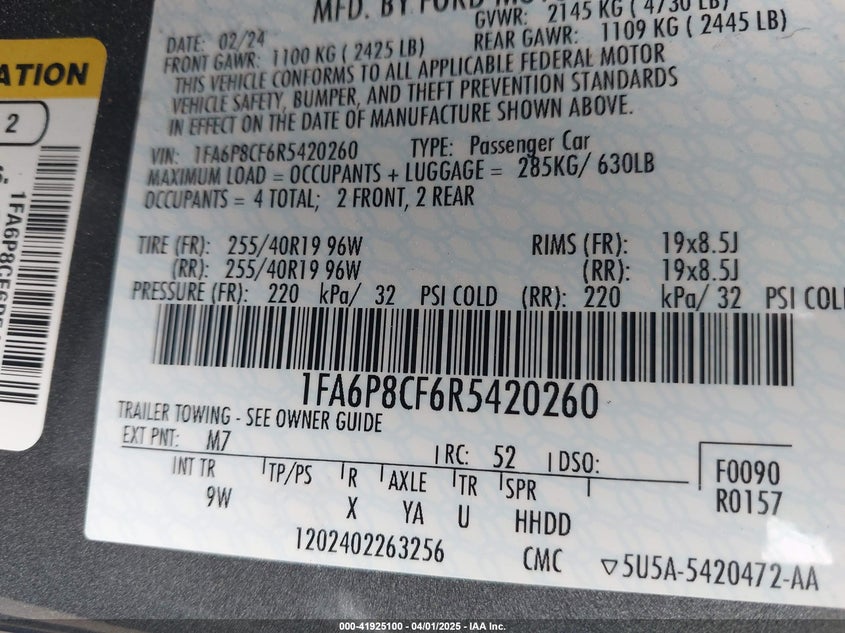 MFD. BY FORD MO
GVWR: 2145 KG ( 4730 LB)
DATE: 02/24
FRONT GAWR: 1100 KG ( 2425 LB)
REAR GAWR: 1109 KG ( 2445 LB)
THIS VEHICLE CONFORMS TO ALL APPLICABLE FEDERAL MOTOR
VEHICLE SAFETY, BUMPER, AND THEFT PREVENTION STANDARDS
IN EFFECT ON THE DATE OF MANUFACTURE SHOWN ABOVE.
VIN: 1FA6P8CF6R5420260 TYPE: Passenger Car
MAXIMUM LOAD = OCCUPANTS + LUGGAGE = 285KG/ 630LB
OCCUPANTS = 4 TOTAL; 2 FRONT, 2 REAR
TIRE (FR): 255/40R19 96W RIMS (FR): 19x8.5J
(RR): 255/40R19 96W (RR): 19x8.5J
PRESSURE (FR): 220 kPa/ 32 PSI COLD (RR): 220 kPa/ 32 PSI COLD
1FA6P8CF6R5420260
TRAILER TOWING - SEE OWNER GUIDE
EXT PNT: M7 RC: 52 DSO:
INT TR TP/PS R AXLE TR SPR
9W X YA U HHDD
F0090
R0157
1202402263256 CMC ▽5U5A-5420472-AA
ATION
2
000-41925100 - 04/01/2025 - IAA Inc.